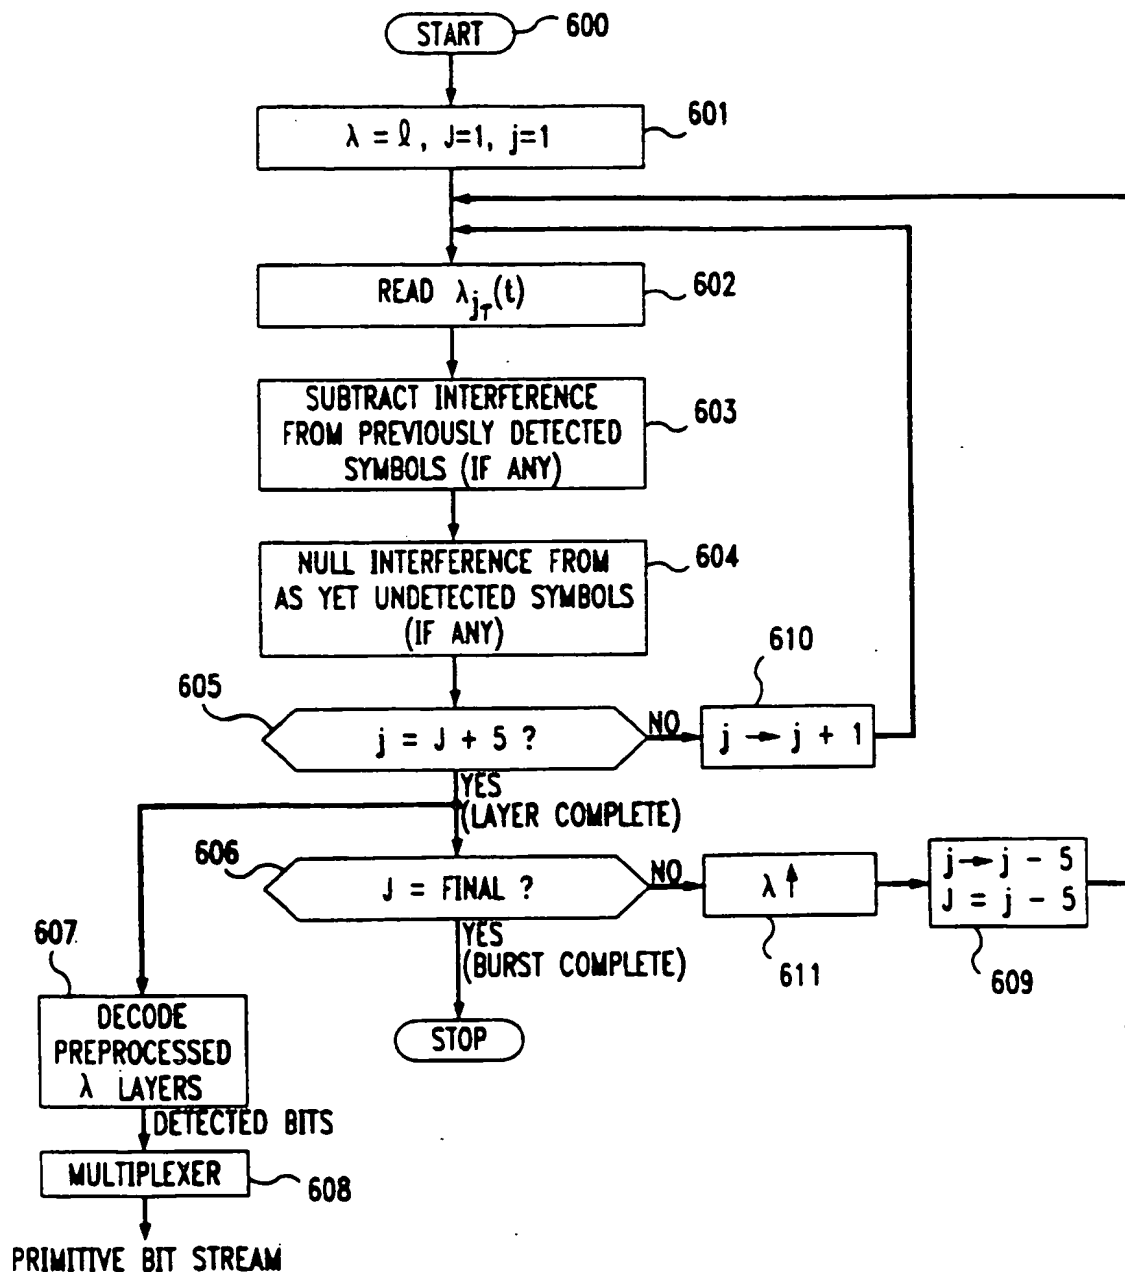 START
600
λ = ℓ, J=1, j=1
601
READ λjτ(t)
602
SUBTRACT INTERFERENCE
FROM PREVIOUSLY DETECTED
SYMBOLS (IF ANY)
603
NULL INTERFERENCE FROM
AS YET UNDETECTED SYMBOLS
(IF ANY)
604
605
j = J + 5 ?
NO
610
j → j + 1
YES
(LAYER COMPLETE)
606
J = FINAL ?
NO
λ ↑
611
j → j - 5
J = j - 5
609
YES
(BURST COMPLETE)
STOP
607
DECODE
PREPROCESSED
λ LAYERS
DETECTED BITS
MULTIPLEXER
608
PRIMITIVE BIT STREAM